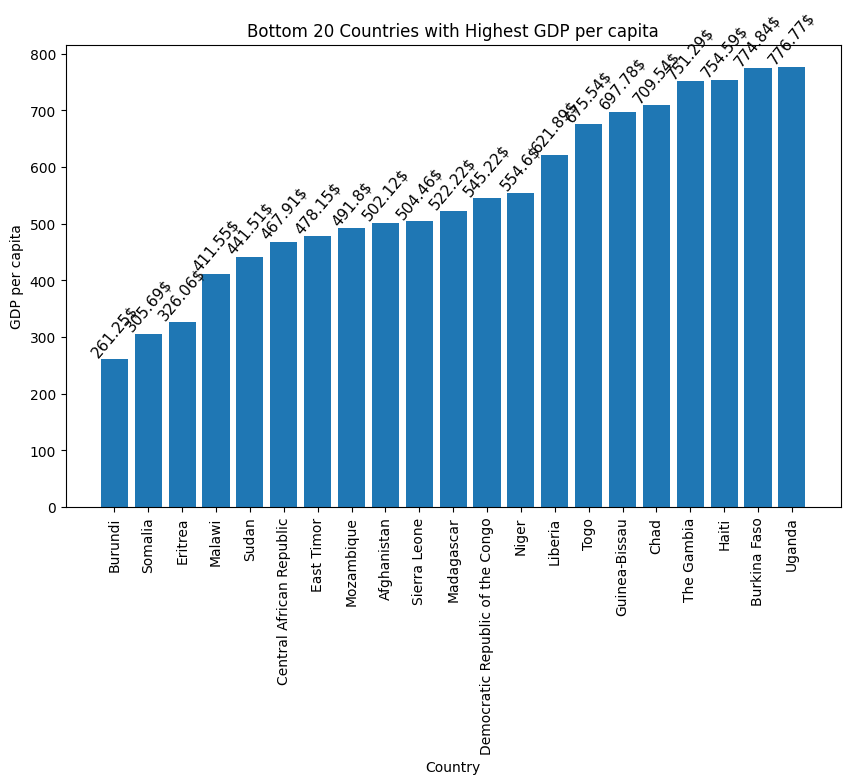 Bottom 20 Countries with Highest GDP per capita
GDP per capita
800
700
600
500
400
300
200
100
0
261.25$
305.69$
326.06$
411.55$
441.51$
467.91$
478.15$
491.8$
502.12$
504.46$
522.22$
545.22$
554.6$
621.89$
675.54$
697.78$
709.54$
751.29$
754.59$
774.84$
776.77$
Burundi
Somalia
Eritrea
Malawi
Sudan
Central African Republic
East Timor
Mozambique
Afghanistan
Sierra Leone
Madagascar
Democratic Republic of the Congo
Niger
Liberia
Togo
Guinea-Bissau
Chad
The Gambia
Haiti
Burkina Faso
Uganda
Country